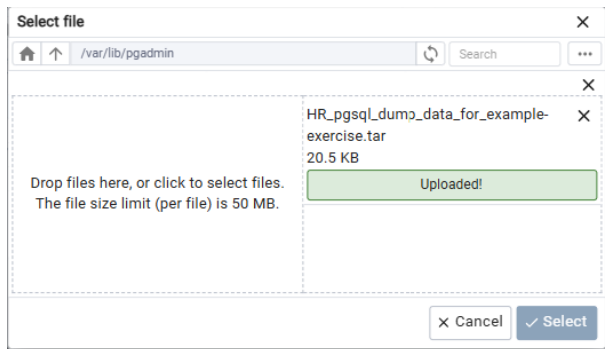 Select file
/var/lib/pgadmin
Search
HR_pgsql_dump_data_for_example-
exercise.tar
20.5 KB
Uploaded!
Drop files here, or click to select files.
The file size limit (per file) is 50 MB.
Cancel
Select